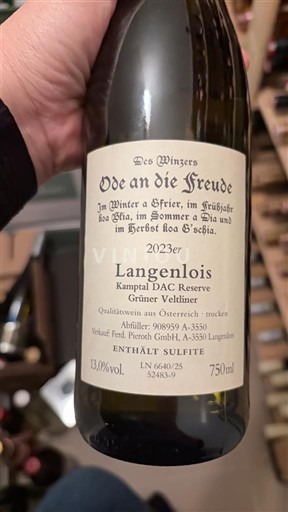 Des Winzers
Ode an die Freude
Im Winter a Gfrier, im Frühjahr
koa Blia, im Sommer a Dia und
im Herbst koa G'schia.
2023er
VINIOU
Langenlois
Kamptal DAC Reserve
Grüner Veltliner
Qualitätswein aus Österreich · trocken
Abfüller: 908959 A-3550
Verkauf: Ferd. Pieroth GmbH, A-3550 Langenlois
ENTHÄLT SULFITE
13,0%vol. LN 6640/25 750ml
52483-9